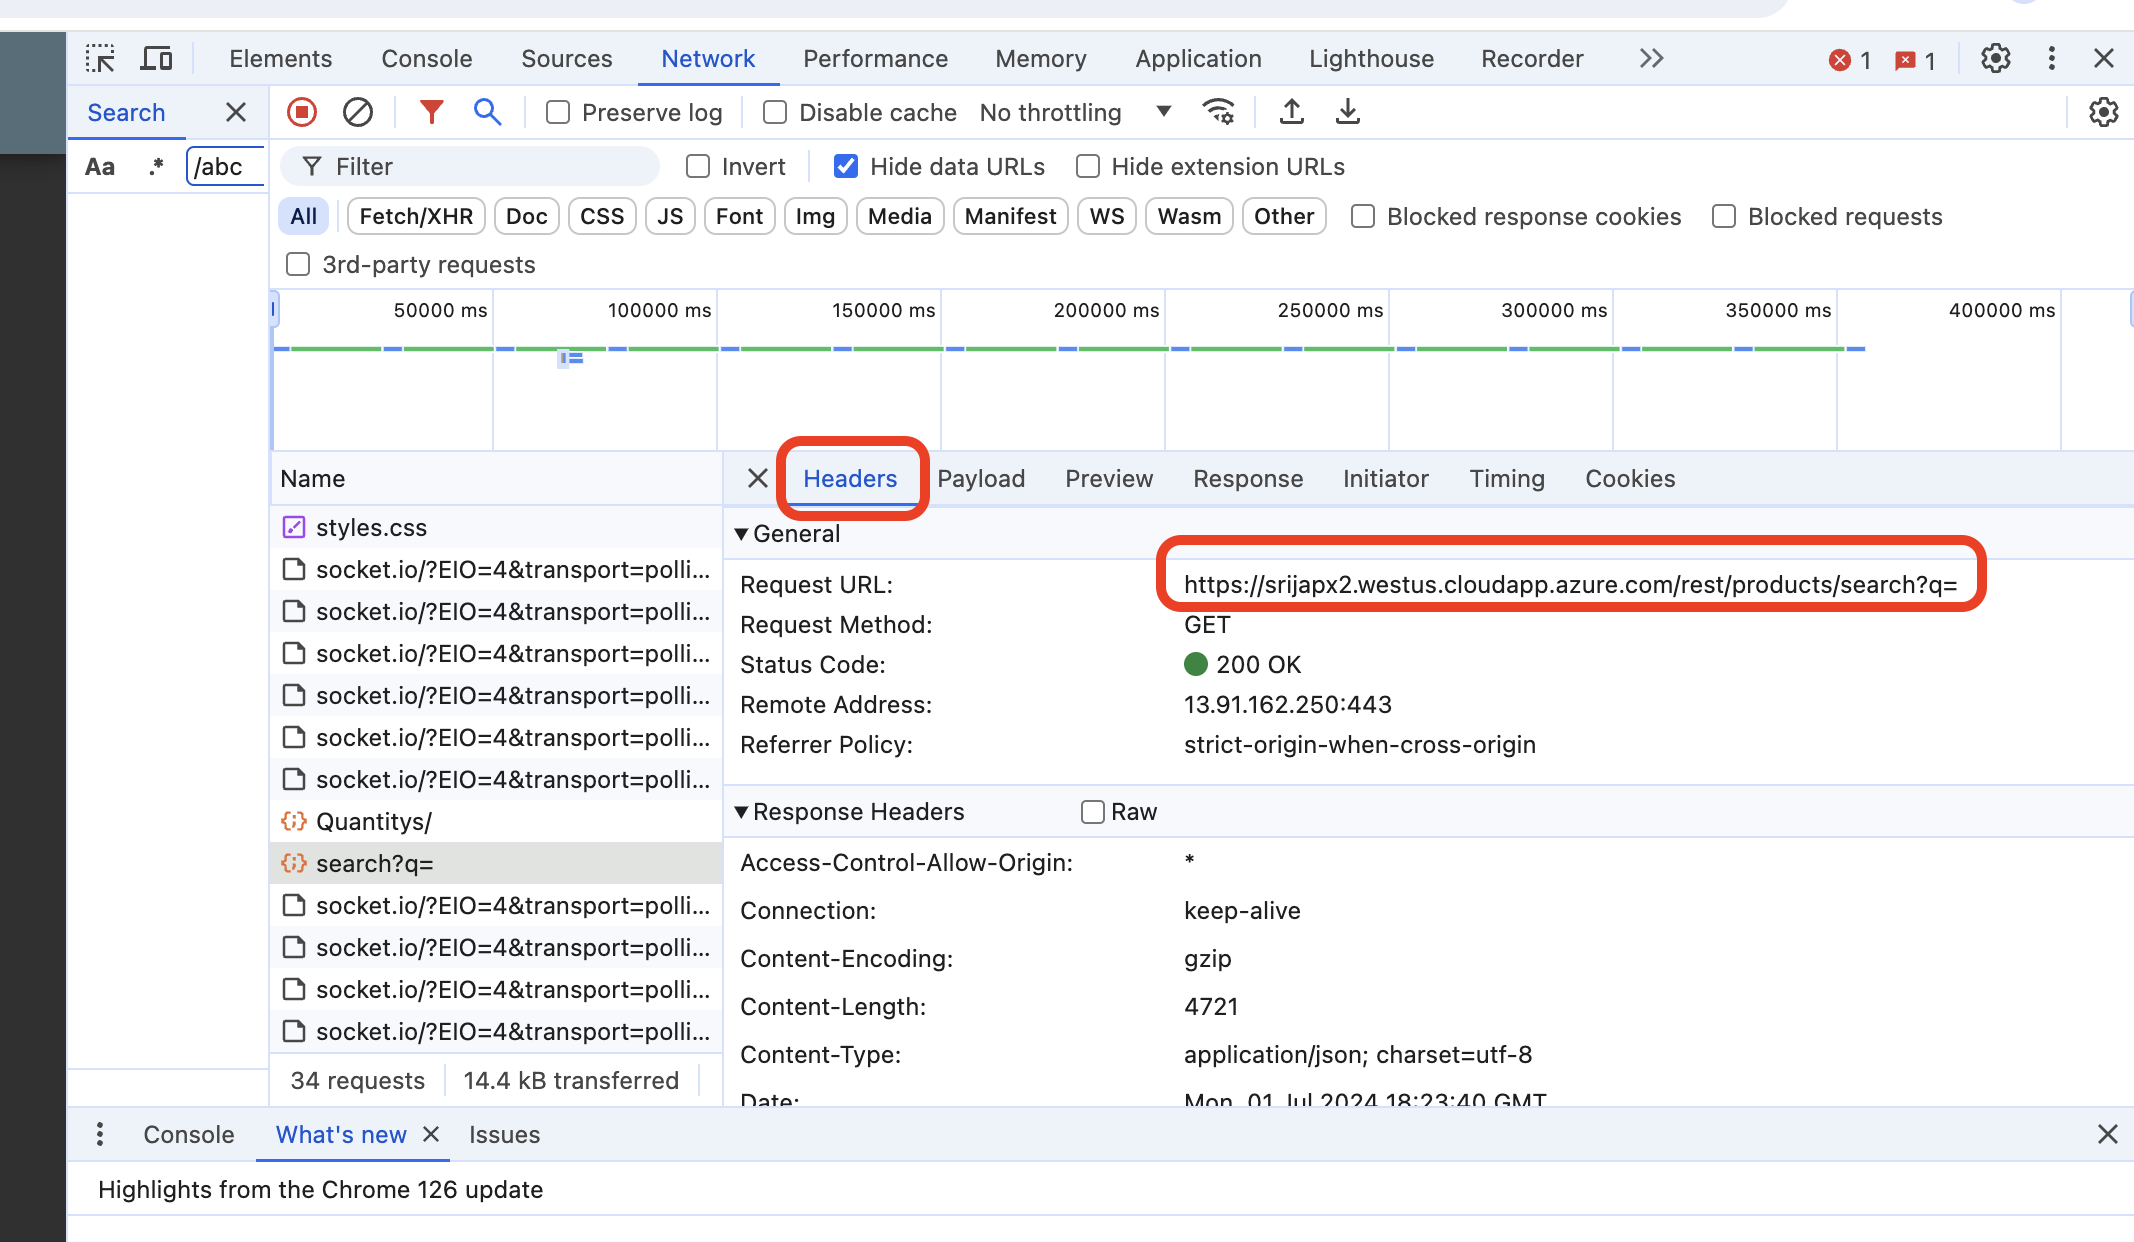 Elements Console Sources Network Performance Memory Application Lighthouse Recorder 1 1
Search Preserve log Disable cache No throttling
Aa .* /abc Filter Invert Hide data URLs Hide extension URLs
All Fetch/XHR Doc CSS JS Font Img Media Manifest WS Wasm Other Blocked response cookies Blocked requests
3rd-party requests
50000 ms 100000 ms 150000 ms 200000 ms 250000 ms 300000 ms 350000 ms 400000 ms
Name
styles.css
socket.io/?EIO=4&transport=polli...
socket.io/?EIO=4&transport=polli...
socket.io/?EIO=4&transport=polli...
socket.io/?EIO=4&transport=polli...
socket.io/?EIO=4&transport=polli...
socket.io/?EIO=4&transport=polli...
Quantitys/
search?q=
socket.io/?EIO=4&transport=polli...
socket.io/?EIO=4&transport=polli...
socket.io/?EIO=4&transport=polli...
socket.io/?EIO=4&transport=polli...
34 requests 14.4 kB transferred
Headers Payload Preview Response Initiator Timing Cookies
General
Request URL: https://srijapx2.westus.cloudapp.azure.com/rest/products/search?q=
Request Method: GET
Status Code: 200 OK
Remote Address: 13.91.162.250:443
Referrer Policy: strict-origin-when-cross-origin
Response Headers Raw
Access-Control-Allow-Origin: *
Connection: keep-alive
Content-Encoding: gzip
Content-Length: 4721
Content-Type: application/json; charset=utf-8
Date: Mon, 01 Jul 2024 18:23:40 GMT
Console What's new Issues
Highlights from the Chrome 126 update